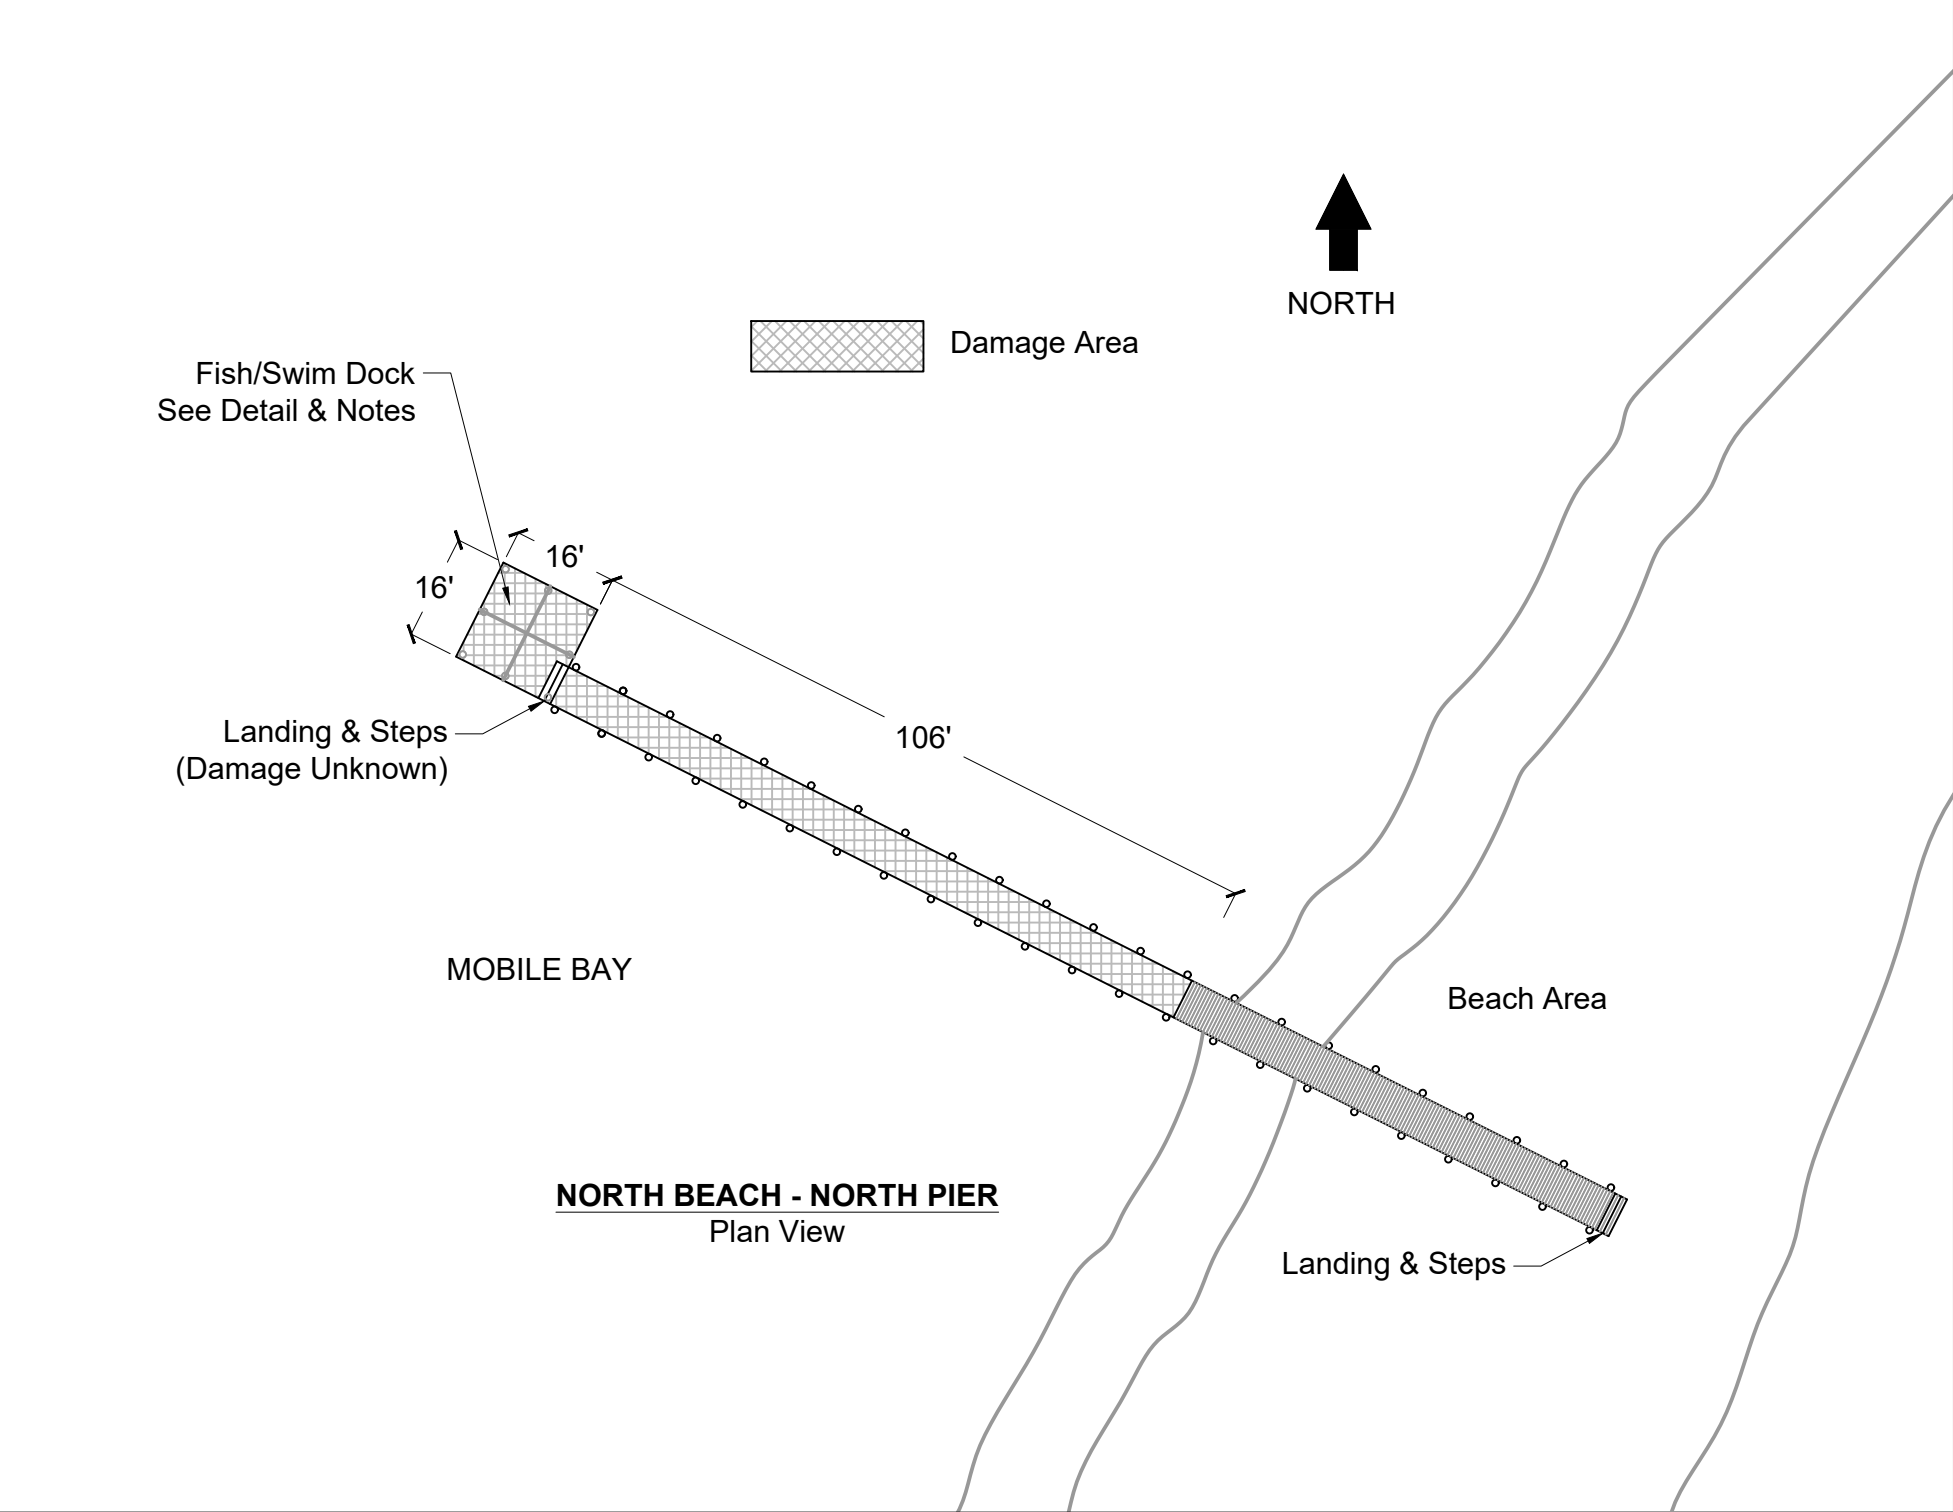 NORTH
Damage Area
Fish/Swim Dock
See Detail & Notes
16'
16'
Landing & Steps
(Damage Unknown)
106'
MOBILE BAY
Beach Area
NORTH BEACH - NORTH PIER
Plan View
Landing & Steps